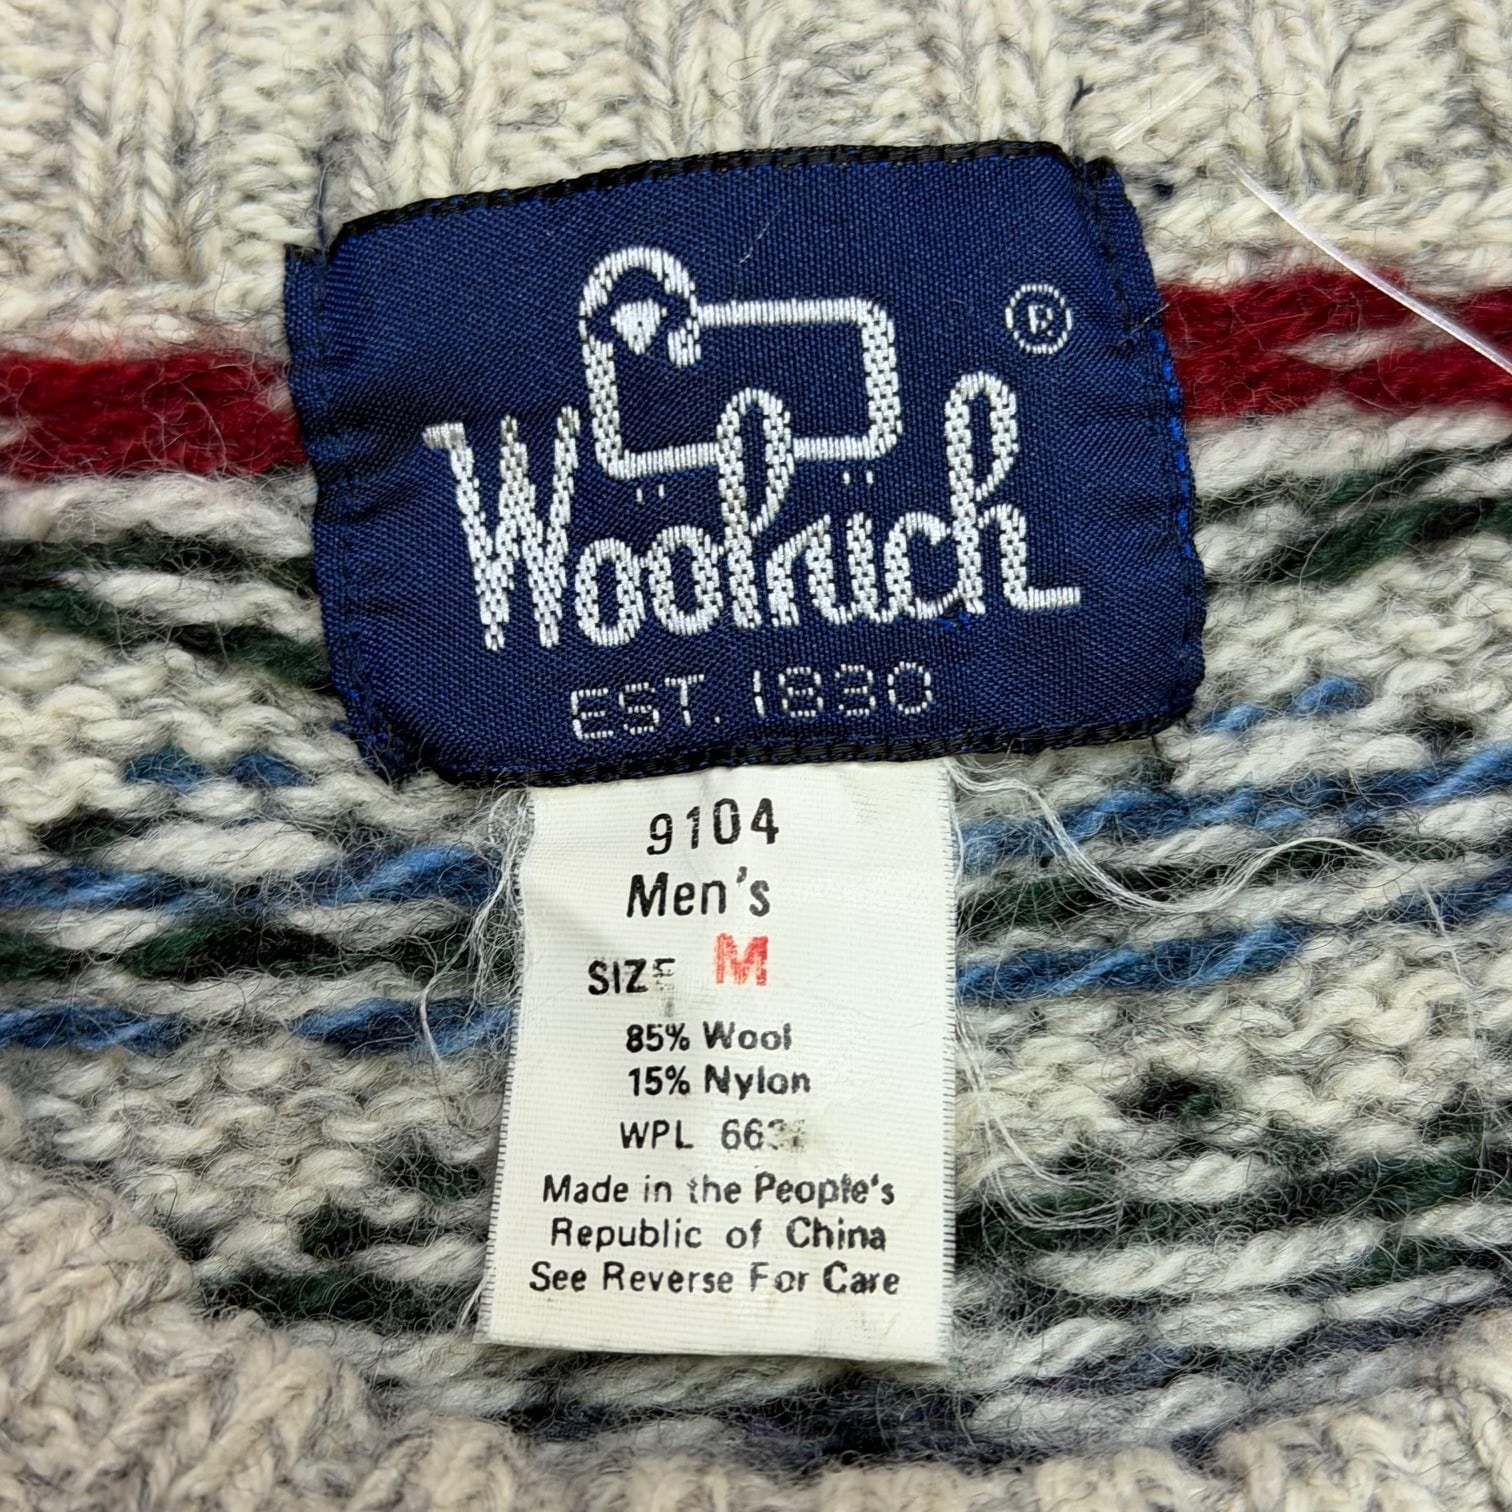 ®
Woolrich
EST. 1830
9104
Men's
SIZE M
85% Wool
15% Nylon
WPL
Made in the People's
Republic of China
See Reverse For Care